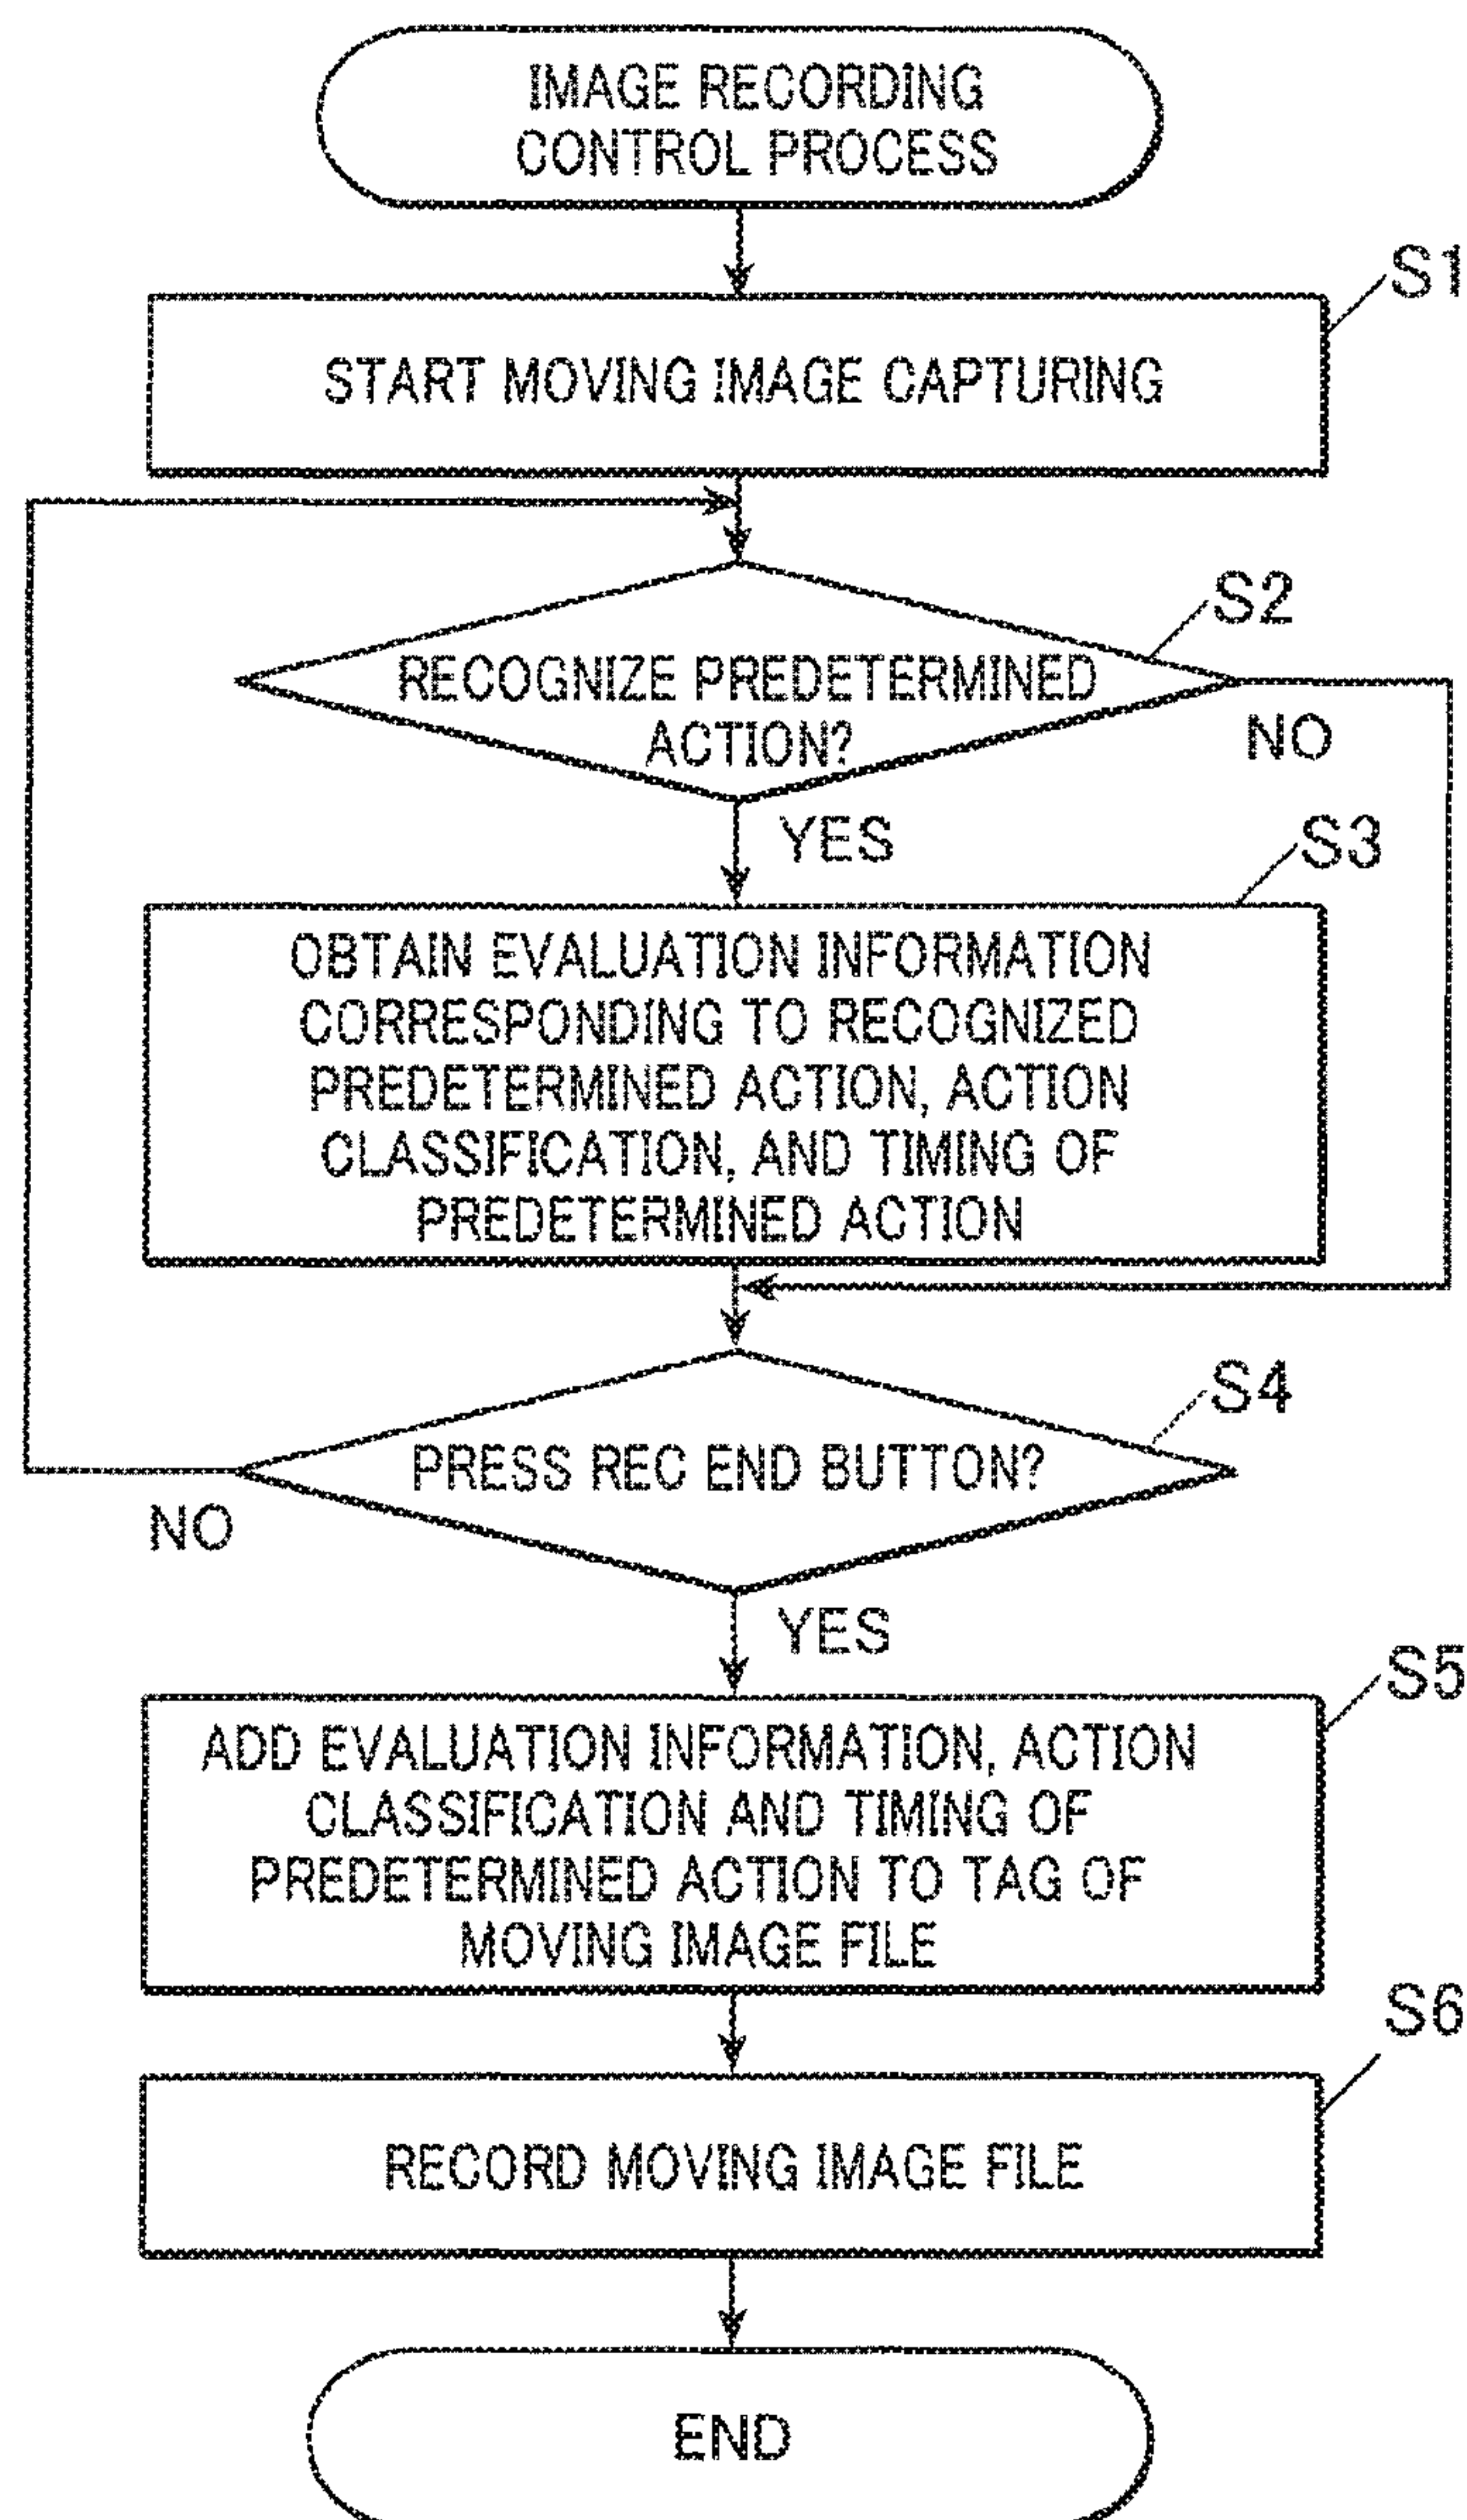 IMAGE RECORDING
CONTROL PROCESS
S1
START MOVING IMAGE CAPTURING
S2
RECOGNIZE PREDETERMINED
ACTION?
NO
YES
S3
OBTAIN EVALUATION INFORMATION
CORRESPONDING TO RECOGNIZED
PREDETERMINED ACTION, ACTION
CLASSIFICATION, AND TIMING OF
PREDETERMINED ACTION
S4
PRESS REC END BUTTON?
NO
YES
S5
ADD EVALUATION INFORMATION, ACTION
CLASSIFICATION AND TIMING OF
PREDETERMINED ACTION TO TAG OF
MOVING IMAGE FILE
S6
RECORD MOVING IMAGE FILE
END